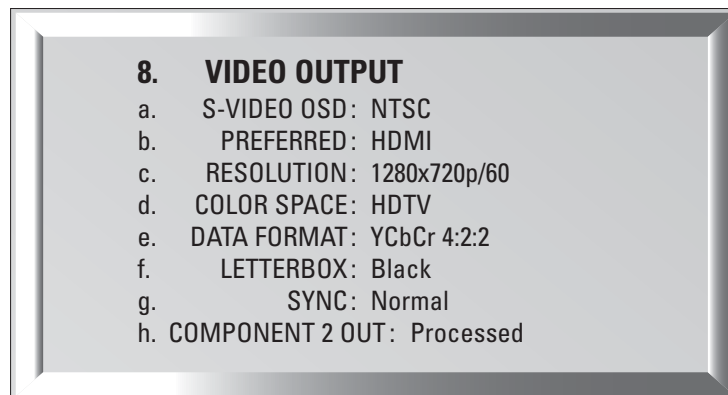 8. VIDEO OUTPUT
a. S-VIDEO OSD: NTSC
b. PREFERRED: HDMI
c. RESOLUTION: 1280x720p/60
d. COLOR SPACE: HDTV
e. DATA FORMAT: YCbCr 4:2:2
f. LETTERBOX: Black
g. SYNC: Normal
h. COMPONENT 2 OUT: Processed